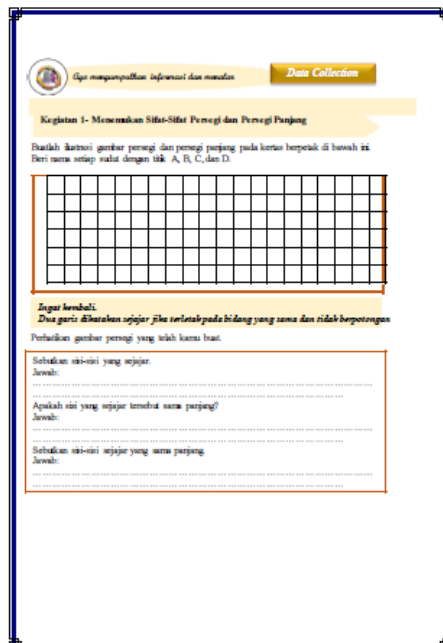 Ayo mengumpulkan informasi dan menalar
Data Collection
Kegiatan 1- Menemukan Sifat-Sifat Persegi dan Persegi Panjang
Buatlah ilustrasi gambar persegi dan persegi panjang pada kertas berpetak di bawah ini.
Beri nama setiap sudut dengan titik A, B, C, dan D.
Ingat kembali.
Dua garis dikatakan sejajar jika terletak pada bidang yang sama dan tidak berpotongan
Perhatikan gambar persegi yang telah kamu buat.
Sebutkan sisi-sisi yang sejajar.
Jawab:
Apakah sisi yang sejajar tersebut sama panjang?
Jawab:
Sebutkan sisi-sisi sejajar yang sama panjang.
Jawab: